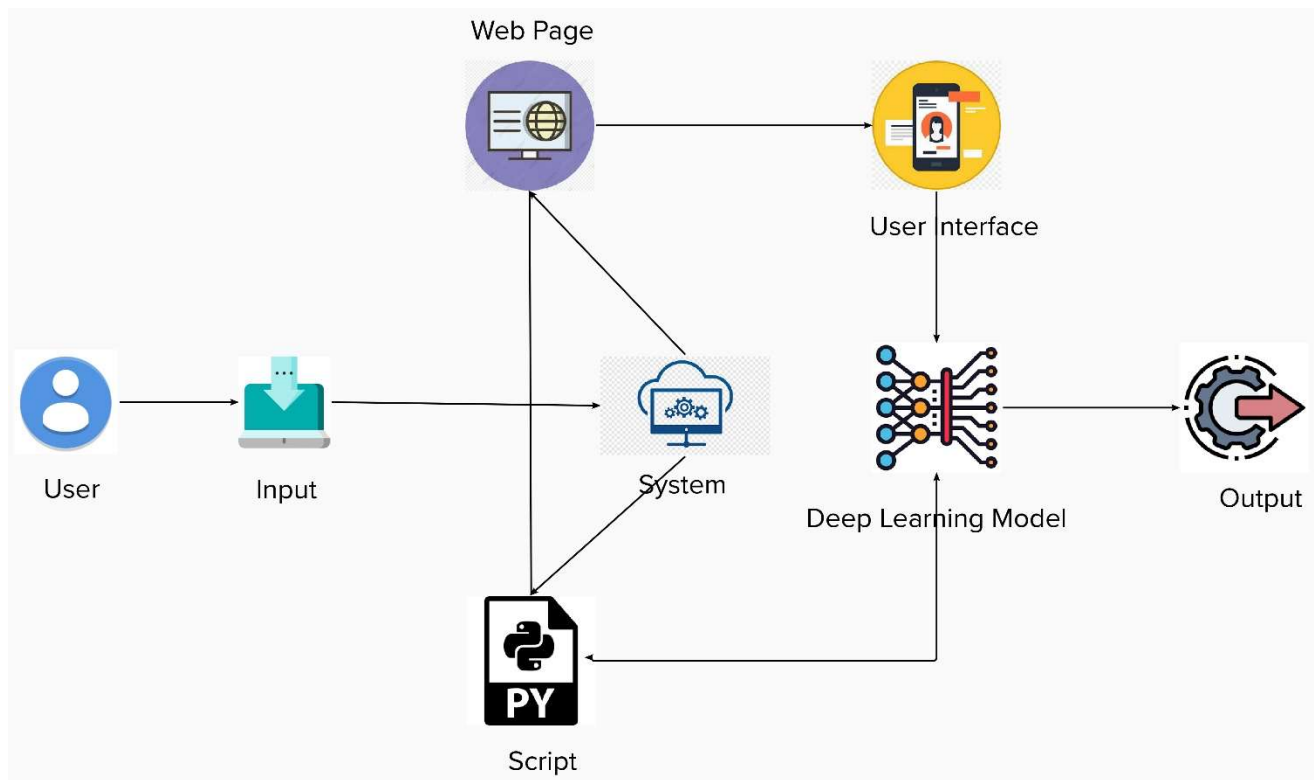 Web Page
User Interface
User
Input
System
Deep Learning Model
Output
PY
Script